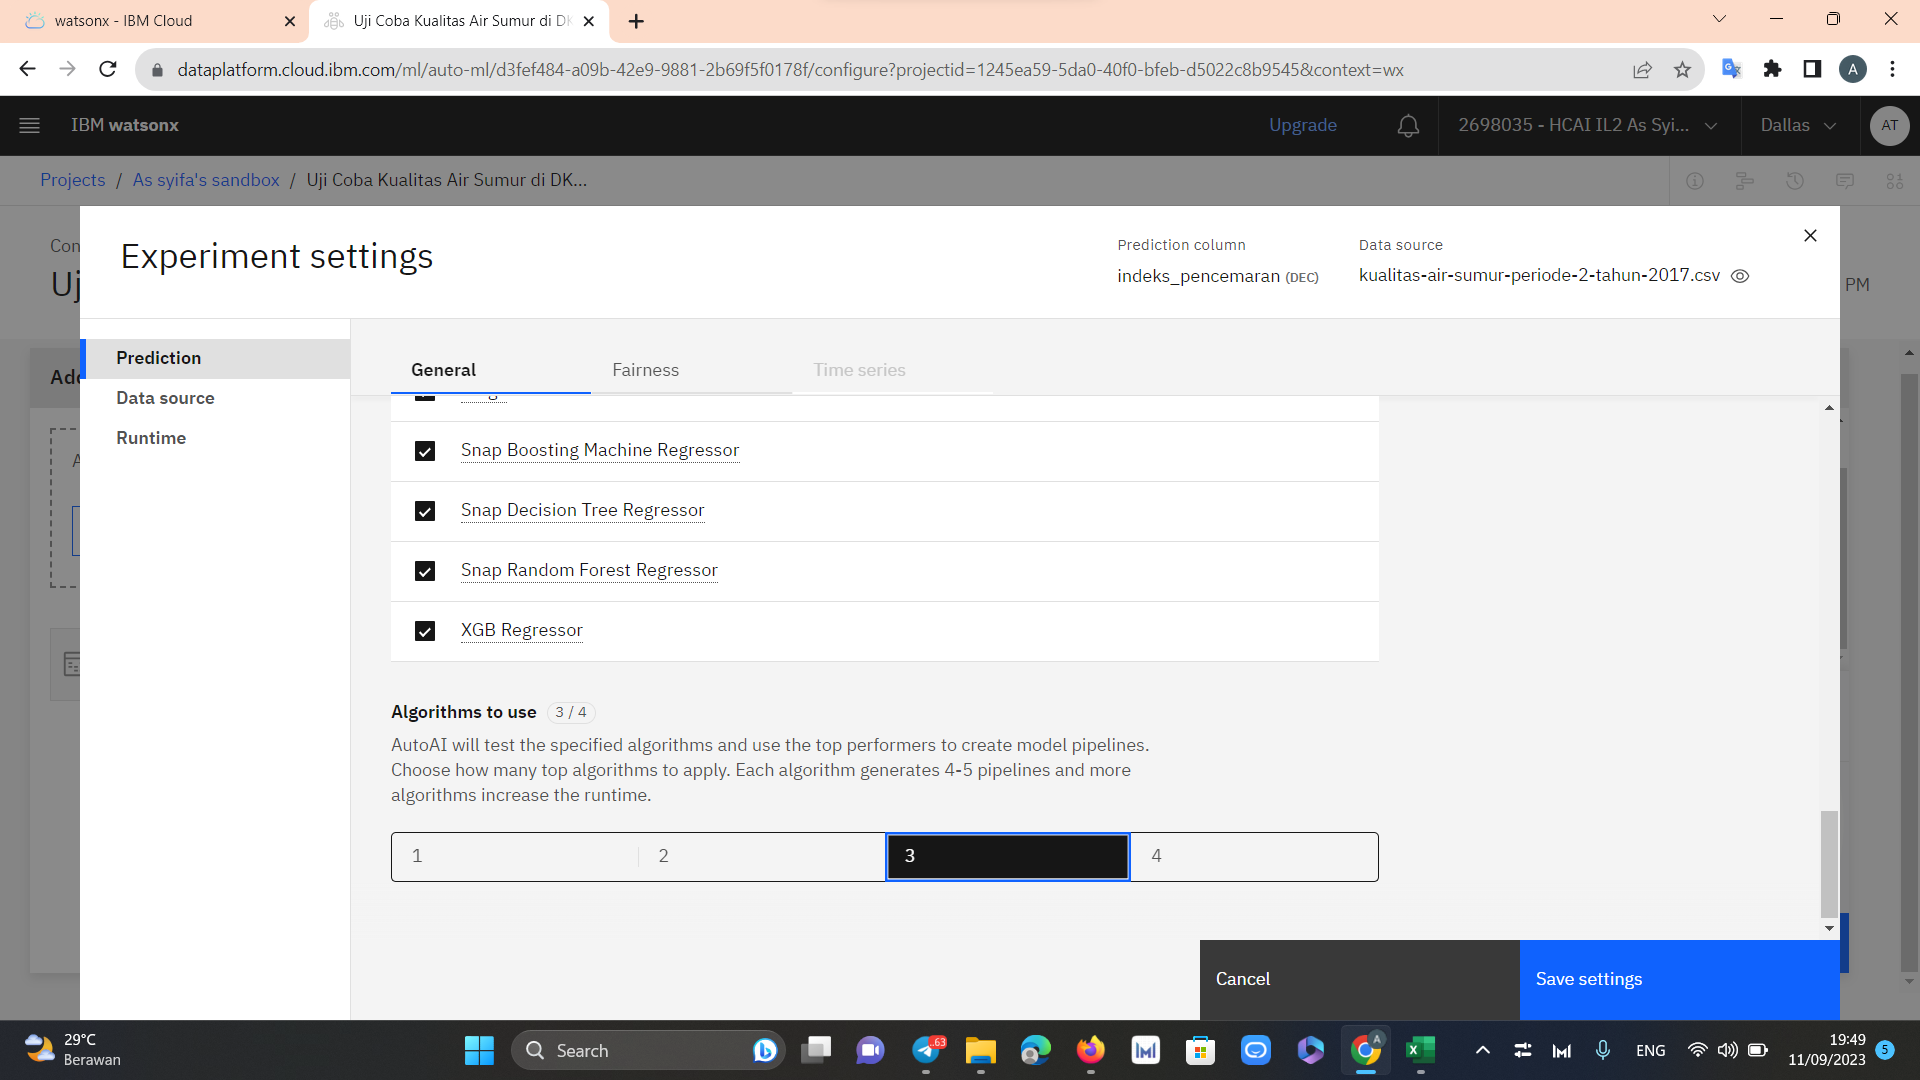 watsonx - IBM Cloud
Uji Coba Kualitas Air Sumur di DK
dataplatform.cloud.ibm.com/ml/auto-ml/d3fef484-a09b-42e9-9881-2b69f5f0178f/configure?projectid=1245ea59-5da0-40f0-bfeb-d5022c8b9545&context=wx
A
IBM watsonx
Upgrade
2698035 - HCAI IL2 As Syi...
Dallas
AT
Projects / As syifa's sandbox / Uji Coba Kualitas Air Sumur di DK...
Con
Uj
PM
Experiment settings
Prediction column
indeks_pencemaran (DEC)
Data source
kualitas-air-sumur-periode-2-tahun-2017.csv
Add
A
Prediction
Data source
Runtime
General
Fairness
Time series
Snap Boosting Machine Regressor
Snap Decision Tree Regressor
Snap Random Forest Regressor
XGB Regressor
Algorithms to use 3 / 4
AutoAI will test the specified algorithms and use the top performers to create model pipelines.
Choose how many top algorithms to apply. Each algorithm generates 4-5 pipelines and more
algorithms increase the runtime.
1 2 3 4
Cancel
Save settings
29°C
Berawan
Search
63
A
ENG
19:49
11/09/2023
5